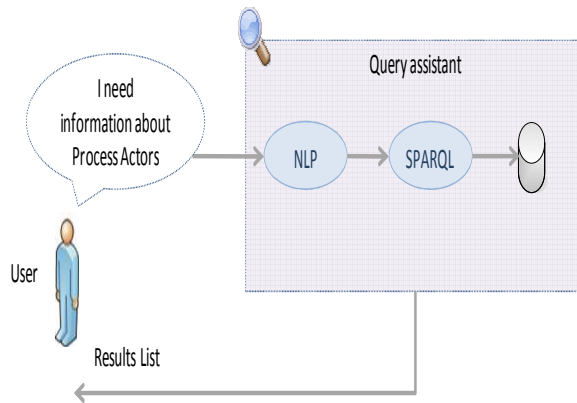 Query assistant
I need
information about
Process Actors
NLP
SPARQL
User
Results List